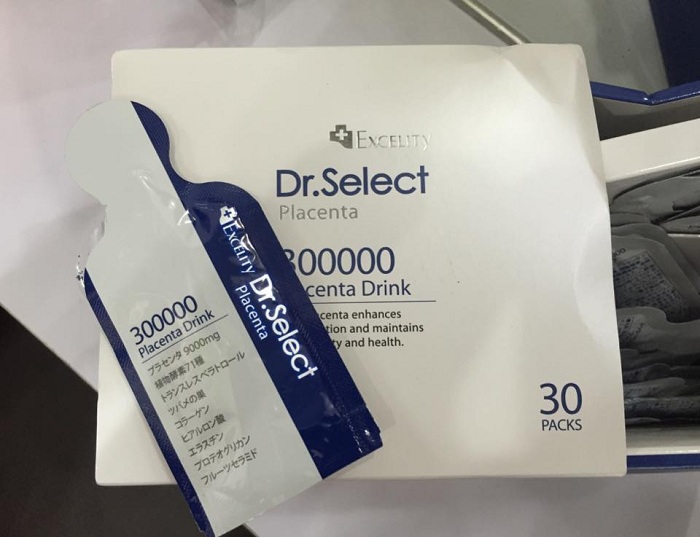 EXCELITY
Dr.Select
Placenta
300000
Drink
enhances
and maintains
and health.
30
PACKS
EXCELITY
Dr.Select
Placenta
300000
Placenta Drink
プラセンタ 9000mg
植物酵素71種
トランスレスベラトロール
ツバメの巣
コラーゲン
ヒアルロン酸
エラスチン
プロテオグリカン
フルーツセラミド